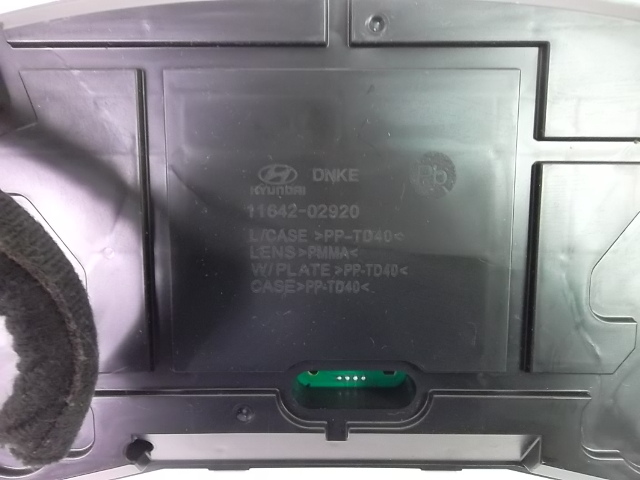 DNKE Pb
HYUNDAI
11642-02920
L/CASE >PP-TD40<
LENS >PMMA<
W/PLATE >PP-TD40<
CASE>PP-TD40<